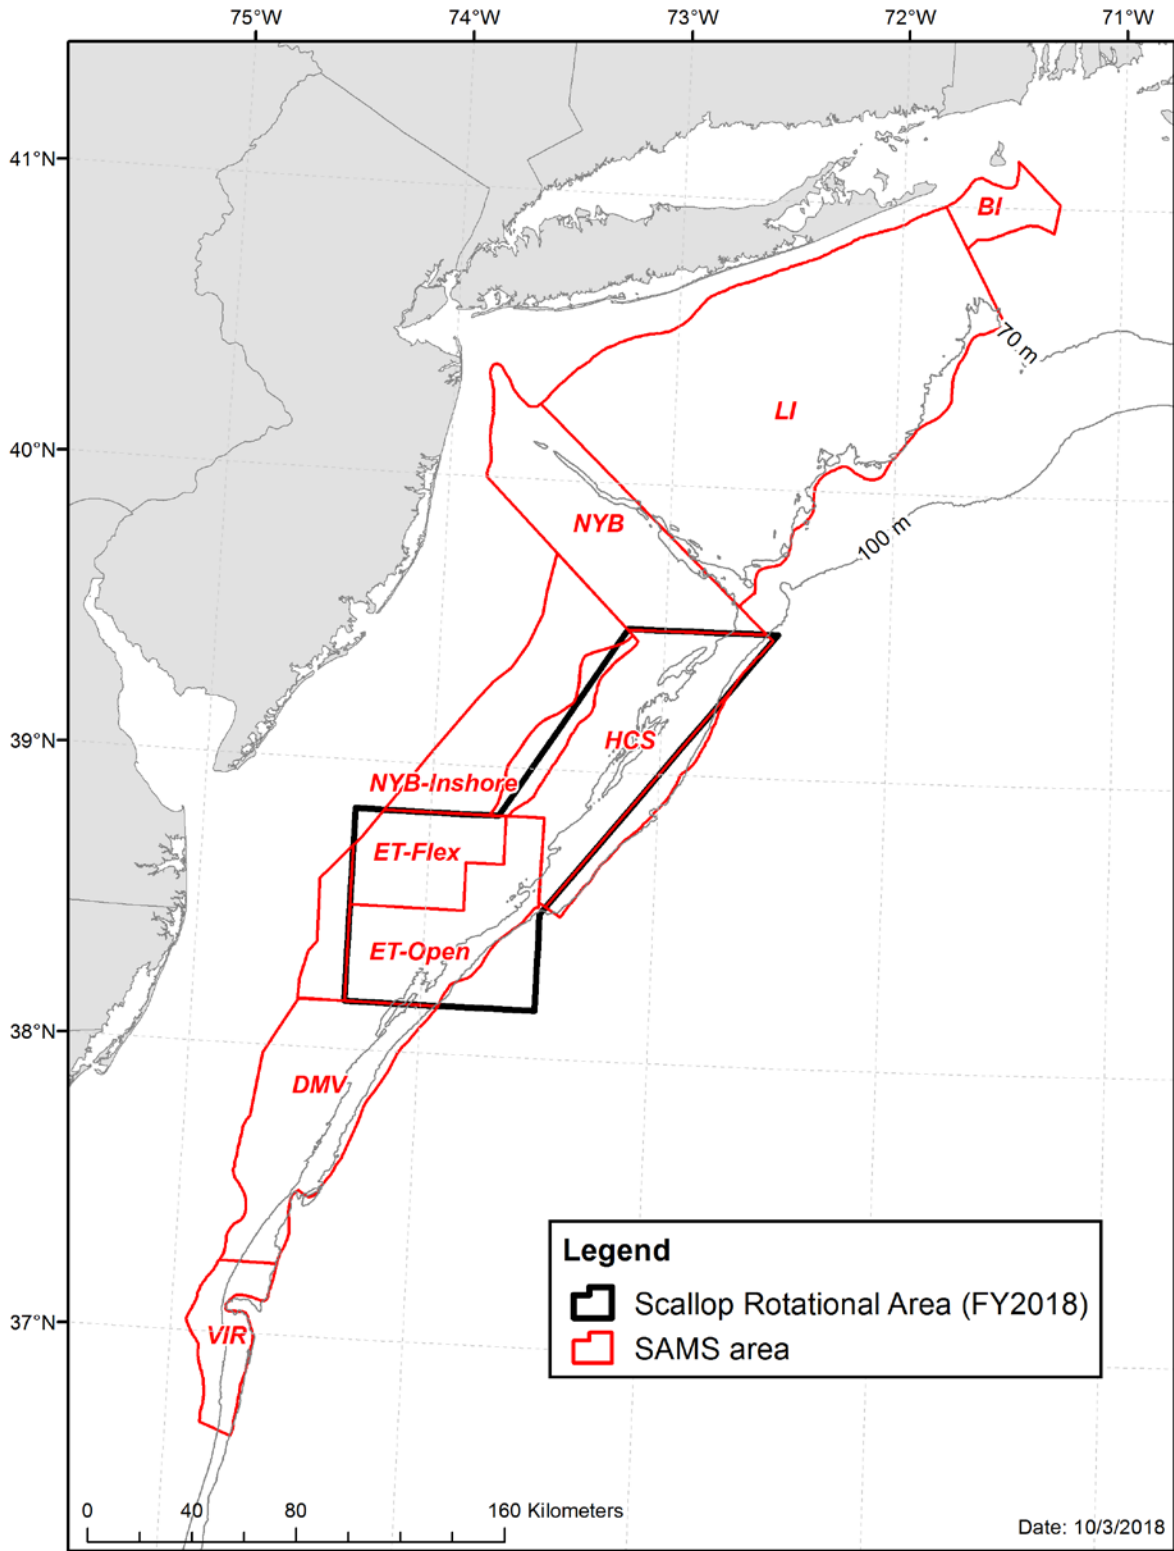 75°W 74°W 73°W 72°W 71°W
41°N
BI
70 m
LI
40°N
NYB
100 m
39°N
HCS
NYB-Inshore
ET-Flex
ET-Open
38°N
DMV
Legend
Scallop Rotational Area (FY2018)
SAMS area
37°N
VIR
0 40 80 160 Kilometers
Date: 10/3/2018